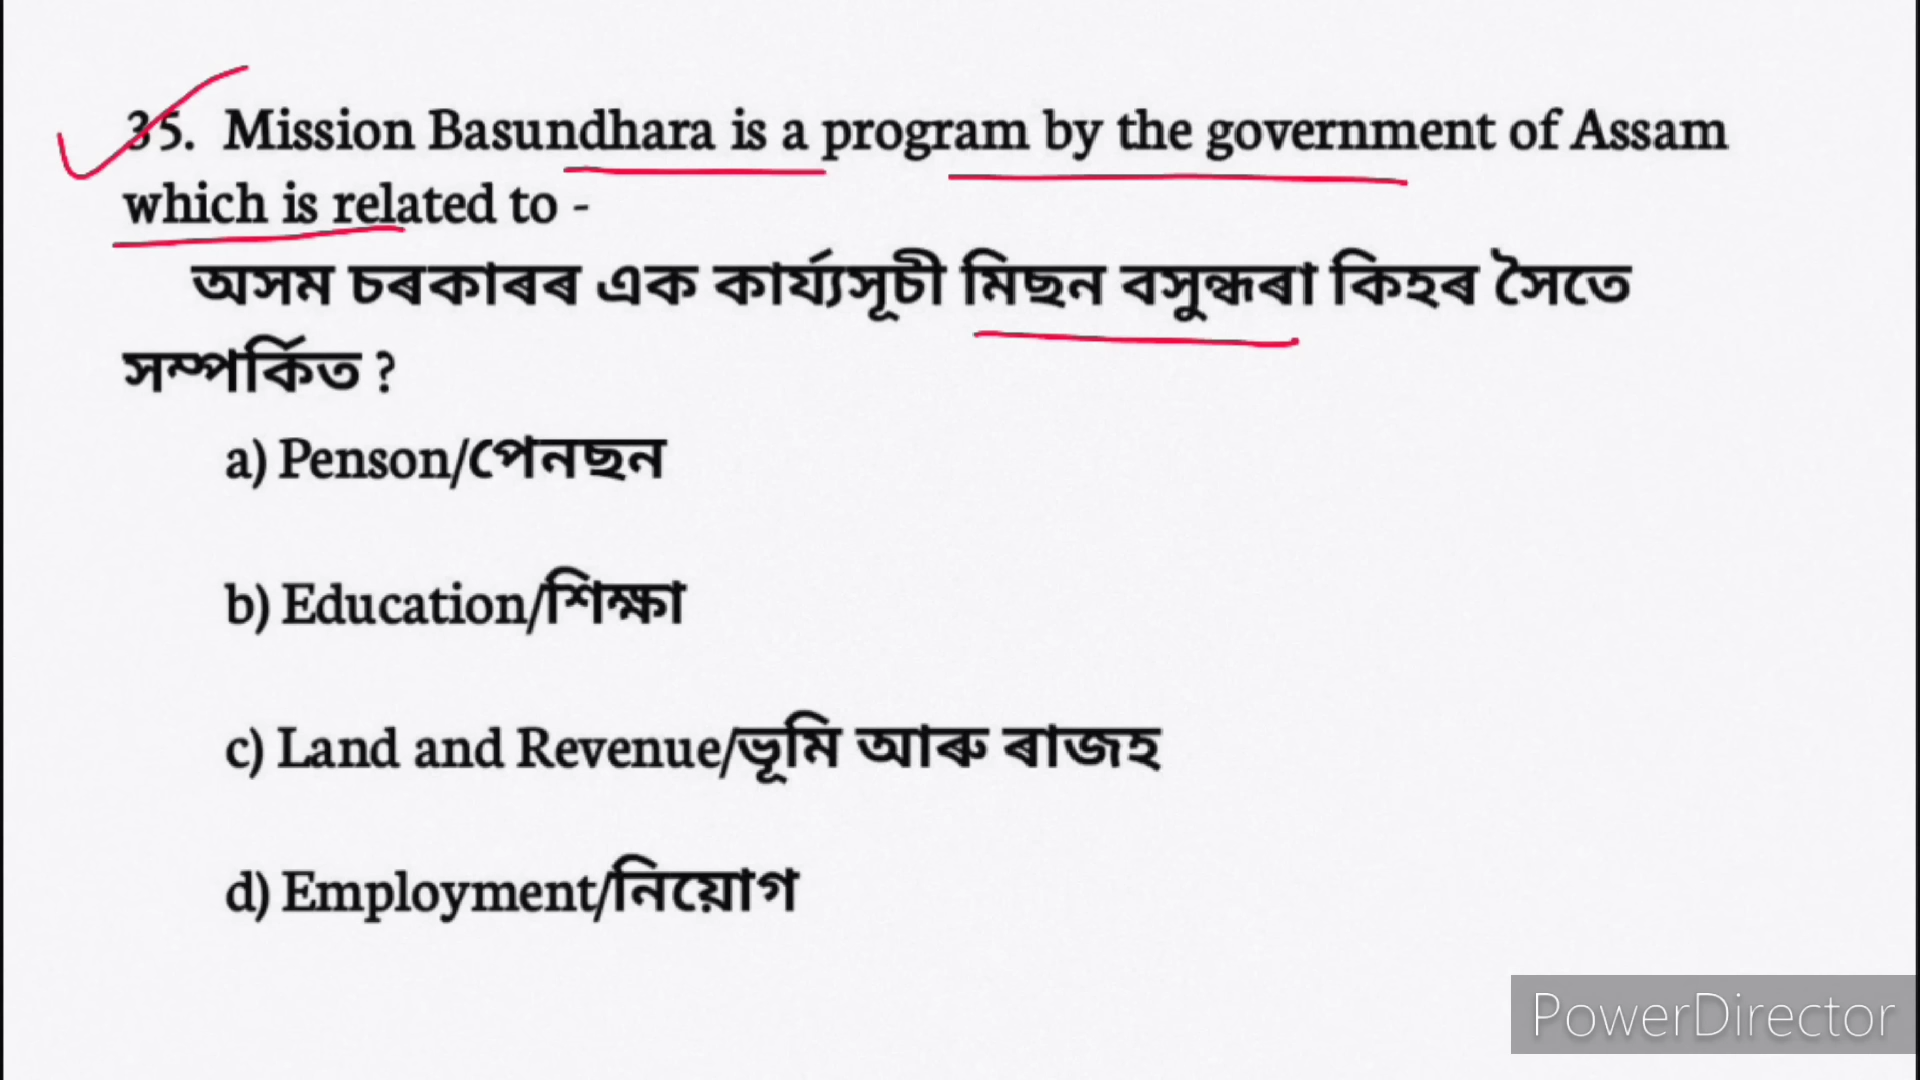 35. Mission Basundhara is a program by the government of Assam
which is related to -
অসম চৰকাৰৰ এক কাৰ্য্যসূচী মিছন বসুন্ধৰা কিহৰ সৈতে
সম্পৰ্কিত ?
a) Penson/পেনছন
b) Education/শিক্ষা
c) Land and Revenue/ভূমি আৰু ৰাজহ
d) Employment/নিয়োগ
PowerDirector